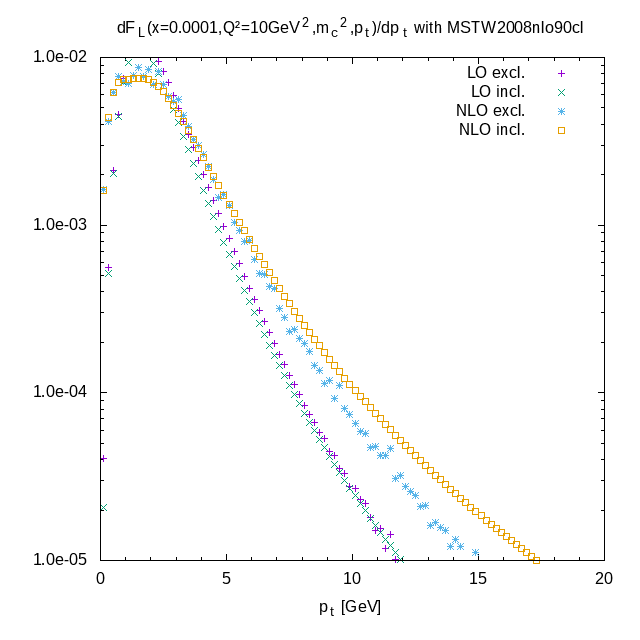 dF_L(x=0.0001,Q²=10GeV²,m_c²,p_t)/dp_t with MSTW2008nlo90cl
1.0e-02
LO excl.
LO incl.
NLO excl.
NLO incl.
1.0e-03
1.0e-04
1.0e-05
0 5 10 15 20
p_t [GeV]